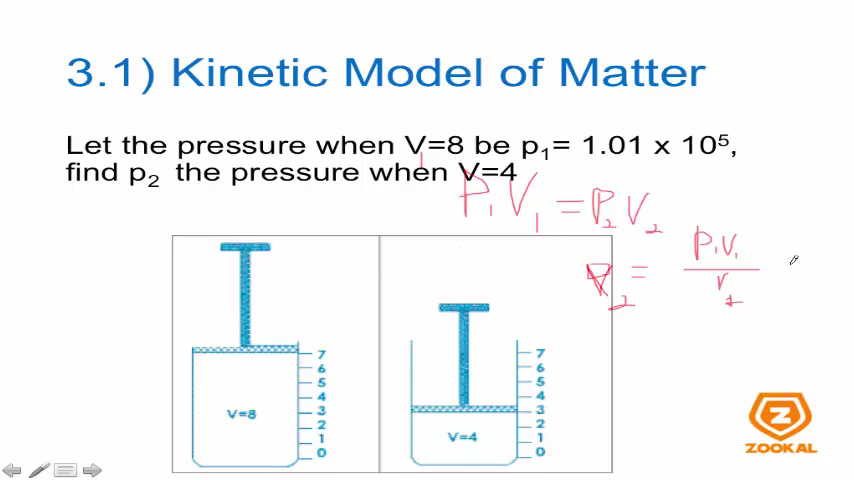 3.1) Kinetic Model of Matter
Let the pressure when V=8 be p₁= 1.01 x 10⁵,
find p₂ the pressure when V=4
P₁V₁ = P₂V₂
₂ = P₁V₁
V₂
7
6
5
4
3
2
1
0
V=8
7
6
5
4
3
2
1
0
V=4
Z
ZOOKAL